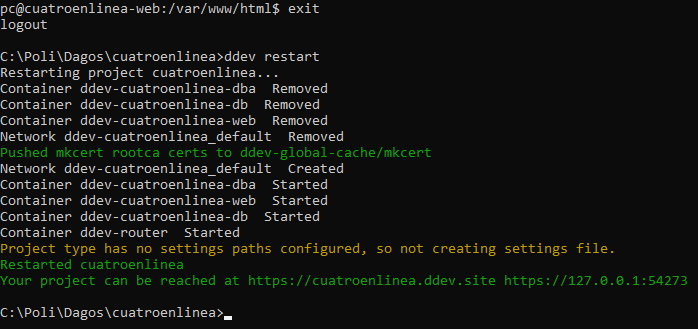 pc@cuatroenlinea-web:/var/www/html$ exit
logout
C:\Poli\Dagos\cuatroenlinea>ddev restart
Restarting project cuatroenlinea...
Container ddev-cuatroenlinea-dba  Removed
Container ddev-cuatroenlinea-db  Removed
Container ddev-cuatroenlinea-web  Removed
Network ddev-cuatroenlinea_default  Removed
Pushed mkcert rootca certs to ddev-global-cache/mkcert
Network ddev-cuatroenlinea_default  Created
Container ddev-cuatroenlinea-dba  Started
Container ddev-cuatroenlinea-web  Started
Container ddev-cuatroenlinea-db  Started
Container ddev-router  Started
Project type has no settings paths configured, so not creating settings file.
Restarted cuatroenlinea
Your project can be reached at https://cuatroenlinea.ddev.site https://127.0.0.1:54273
C:\Poli\Dagos\cuatroenlinea>